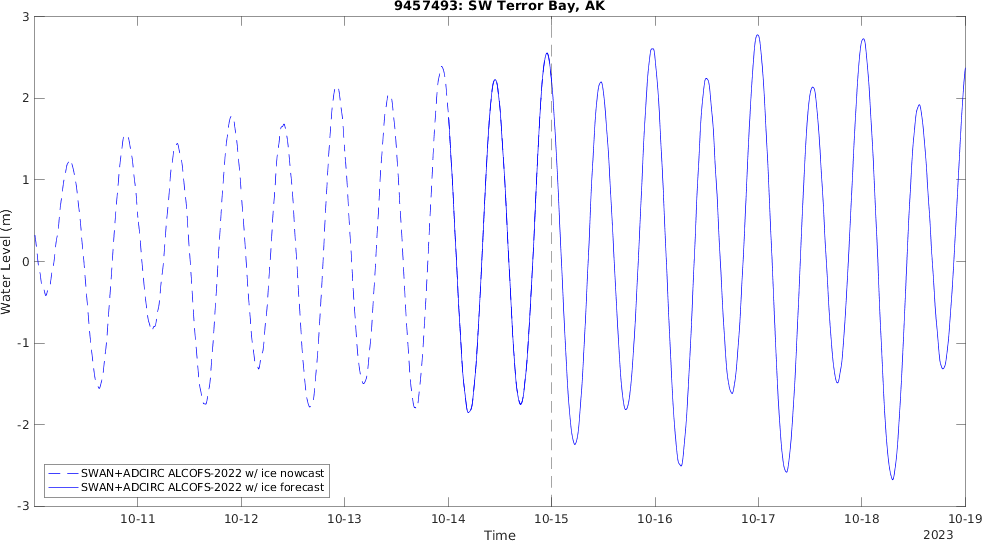 9457493: SW Terror Bay, AK
3
2
1
0
-1
-2
-3
Water Level (m)
SWAN+ADCIRC ALCOFS-2022 w/ ice nowcast
SWAN+ADCIRC ALCOFS-2022 w/ ice forecast
10-11 10-12 10-13 10-14 10-15 10-16 10-17 10-18 10-19
Time
2023